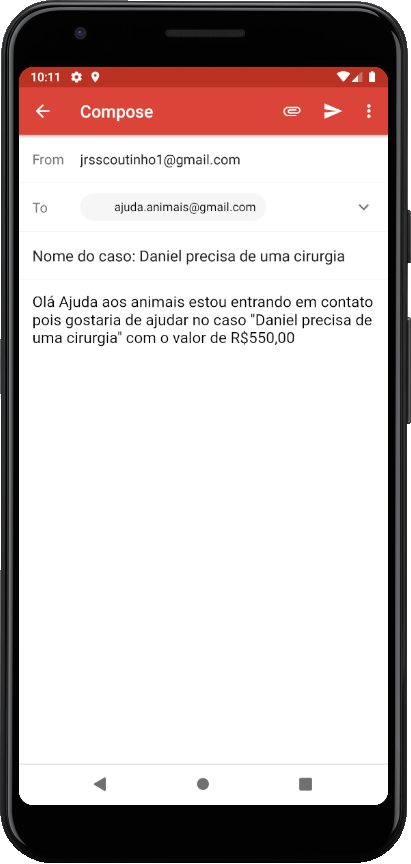 10:11
Compose
From jrsscoutinho1@gmail.com
To ajuda.animais@gmail.com
Nome do caso: Daniel precisa de uma cirurgia
Olá Ajuda aos animais estou entrando em contato
pois gostaria de ajudar no caso "Daniel precisa de
uma cirurgia" com o valor de R$550,00